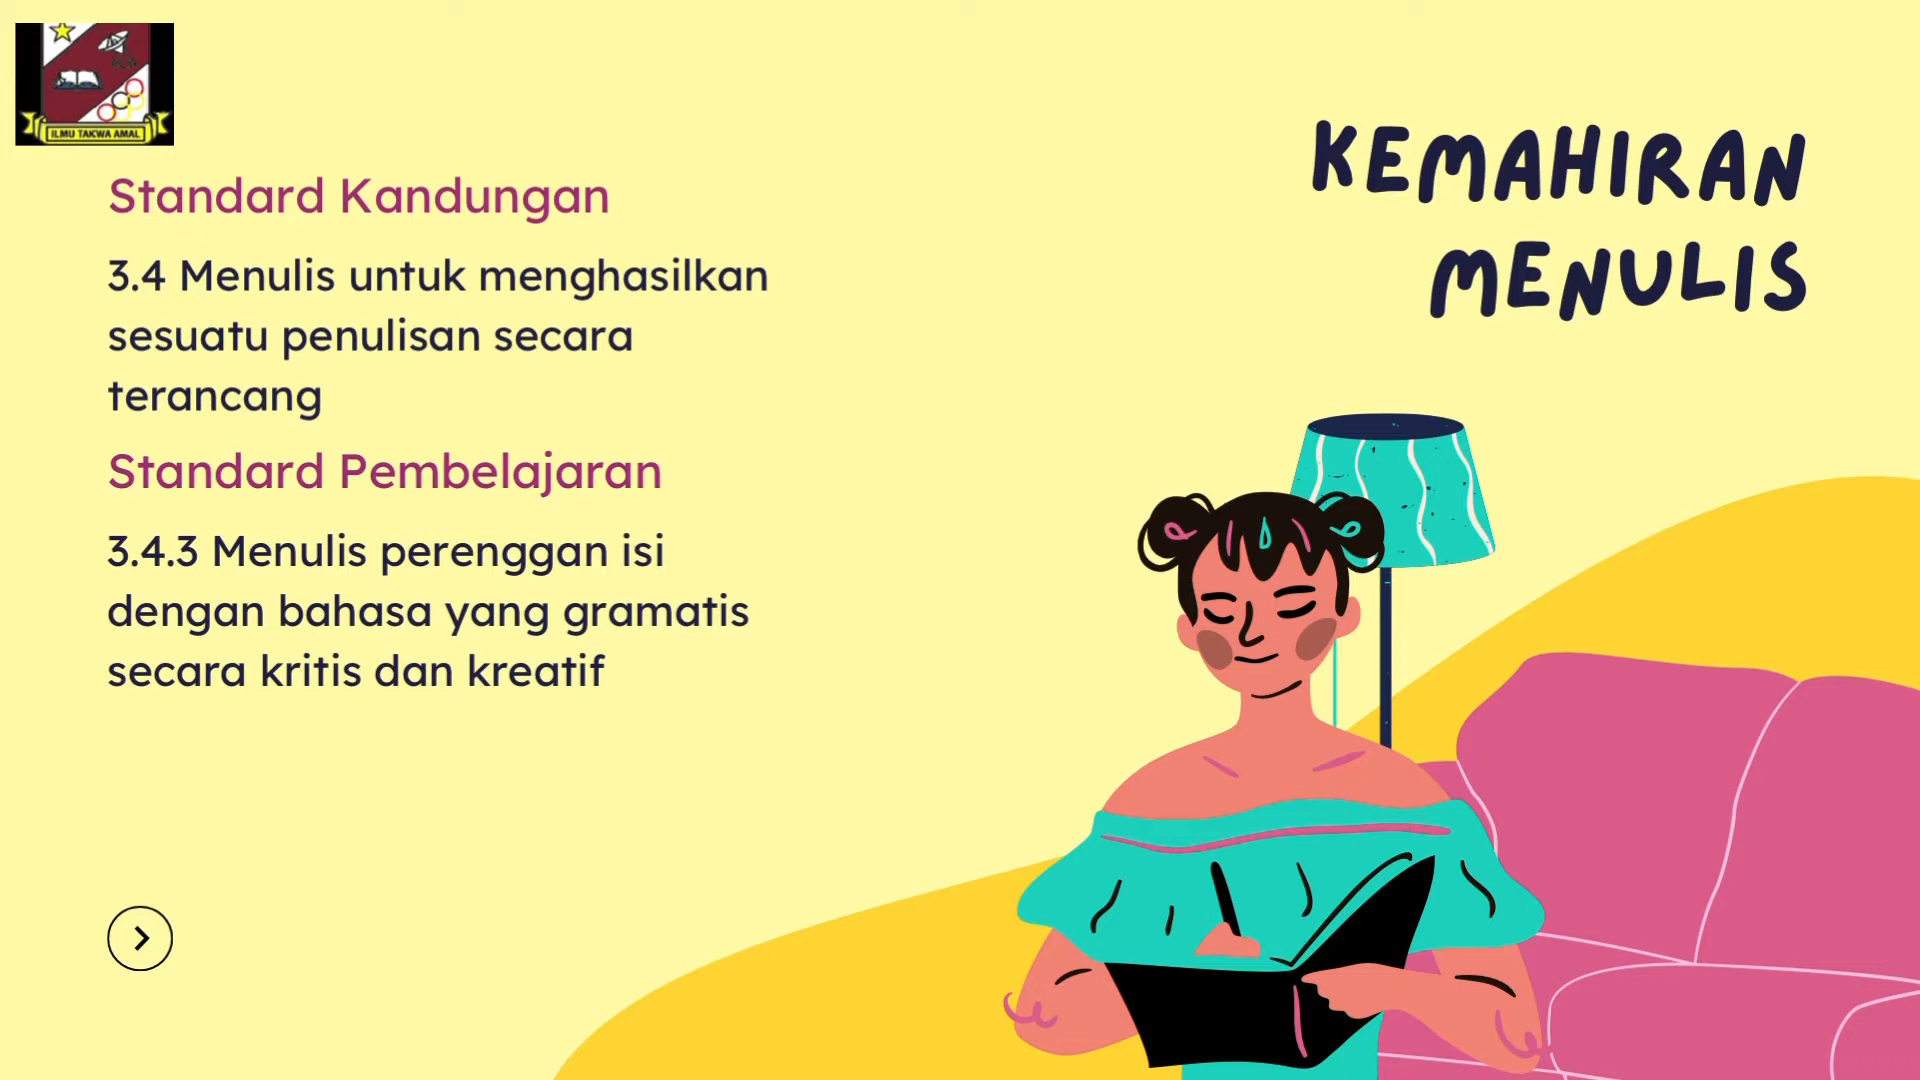 ILMU TAKWA AMAL
KEMAHIRAN
MENULIS
Standard Kandungan
3.4 Menulis untuk menghasilkan
sesuatu penulisan secara
terancang
Standard Pembelajaran
3.4.3 Menulis perenggan isi
dengan bahasa yang gramatis
secara kritis dan kreatif